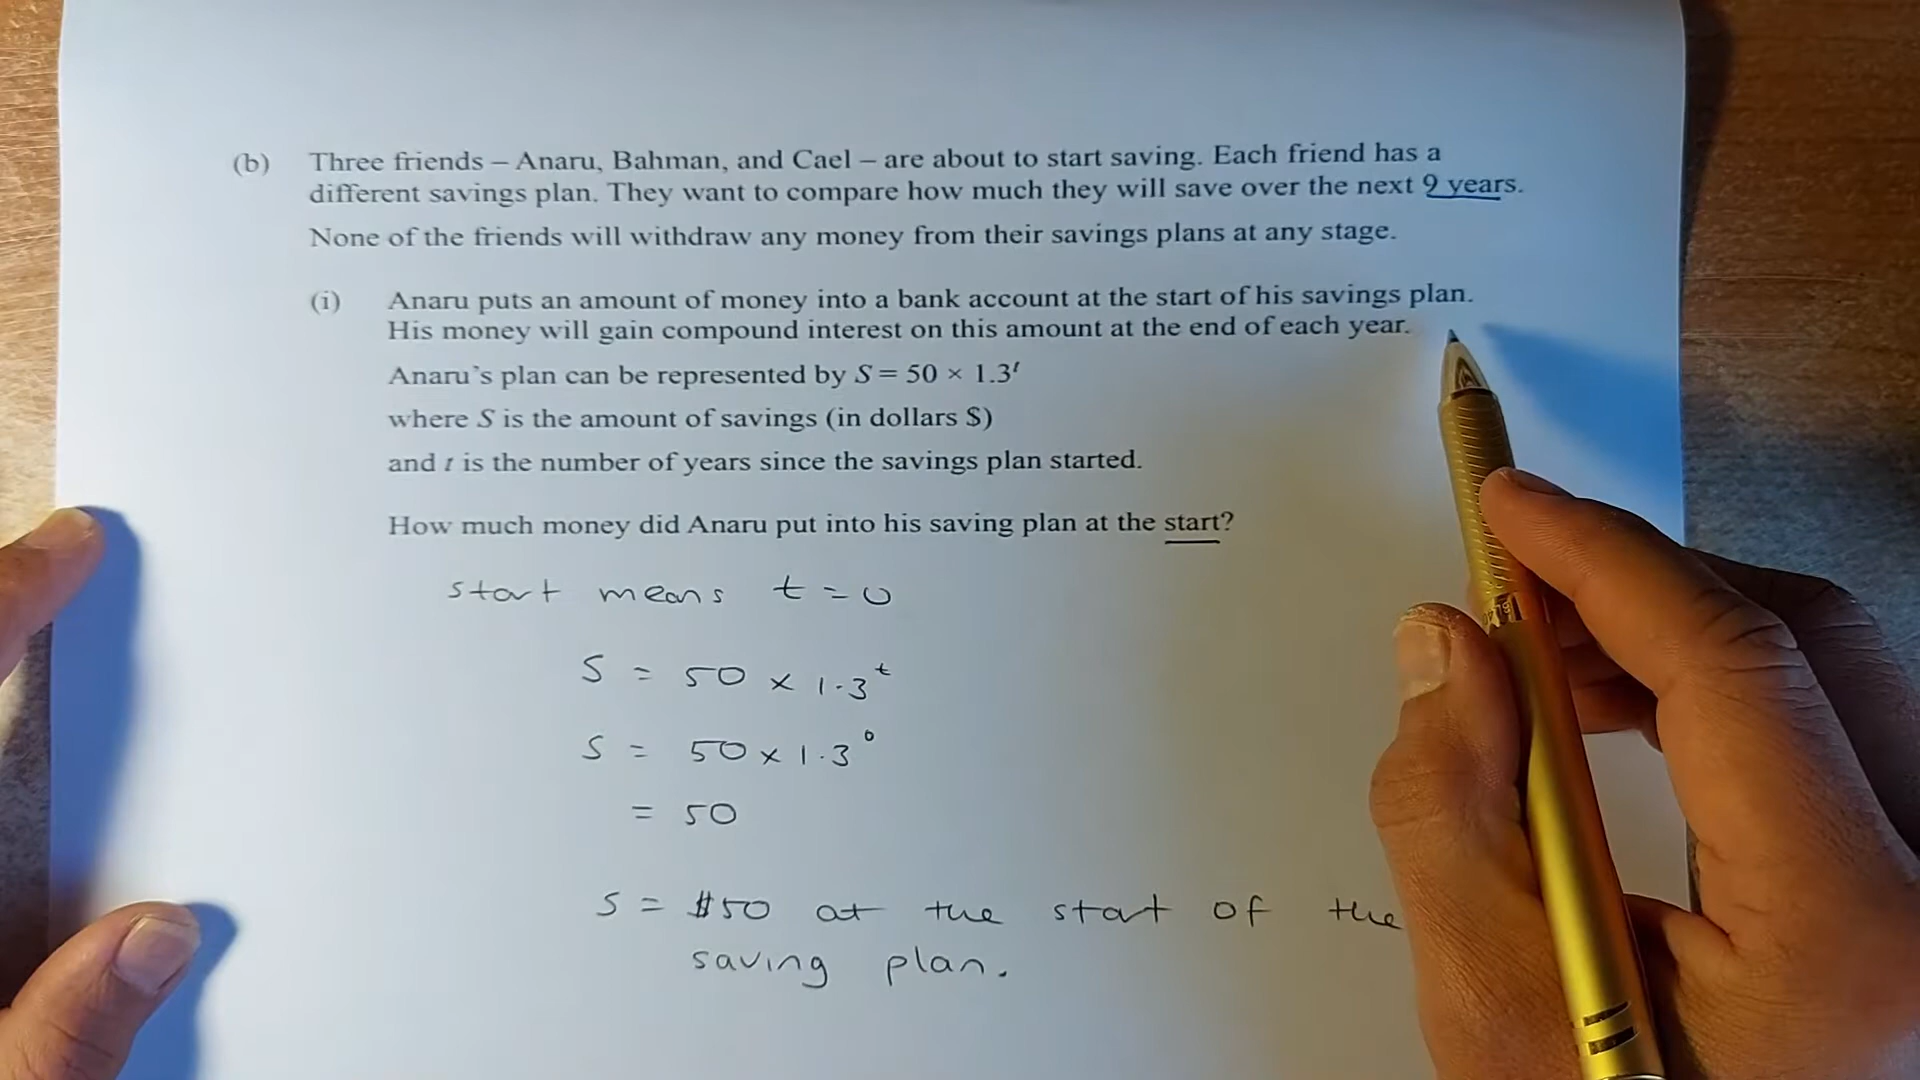 (b) Three friends – Anaru, Bahman, and Cael – are about to start saving. Each friend has a
different savings plan. They want to compare how much they will save over the next 9 years.
None of the friends will withdraw any money from their savings plans at any stage.
(i) Anaru puts an amount of money into a bank account at the start of his savings plan.
His money will gain compound interest on this amount at the end of each year.
Anaru's plan can be represented by S = 50 × 1.3ᵗ
where S is the amount of savings (in dollars $)
and t is the number of years since the savings plan started.
How much money did Anaru put into his saving plan at the start?
start means t = 0
S = 50 × 1.3ᵗ
S = 50 × 1.3⁰
= 50
S = $50 at the start of the
saving plan.